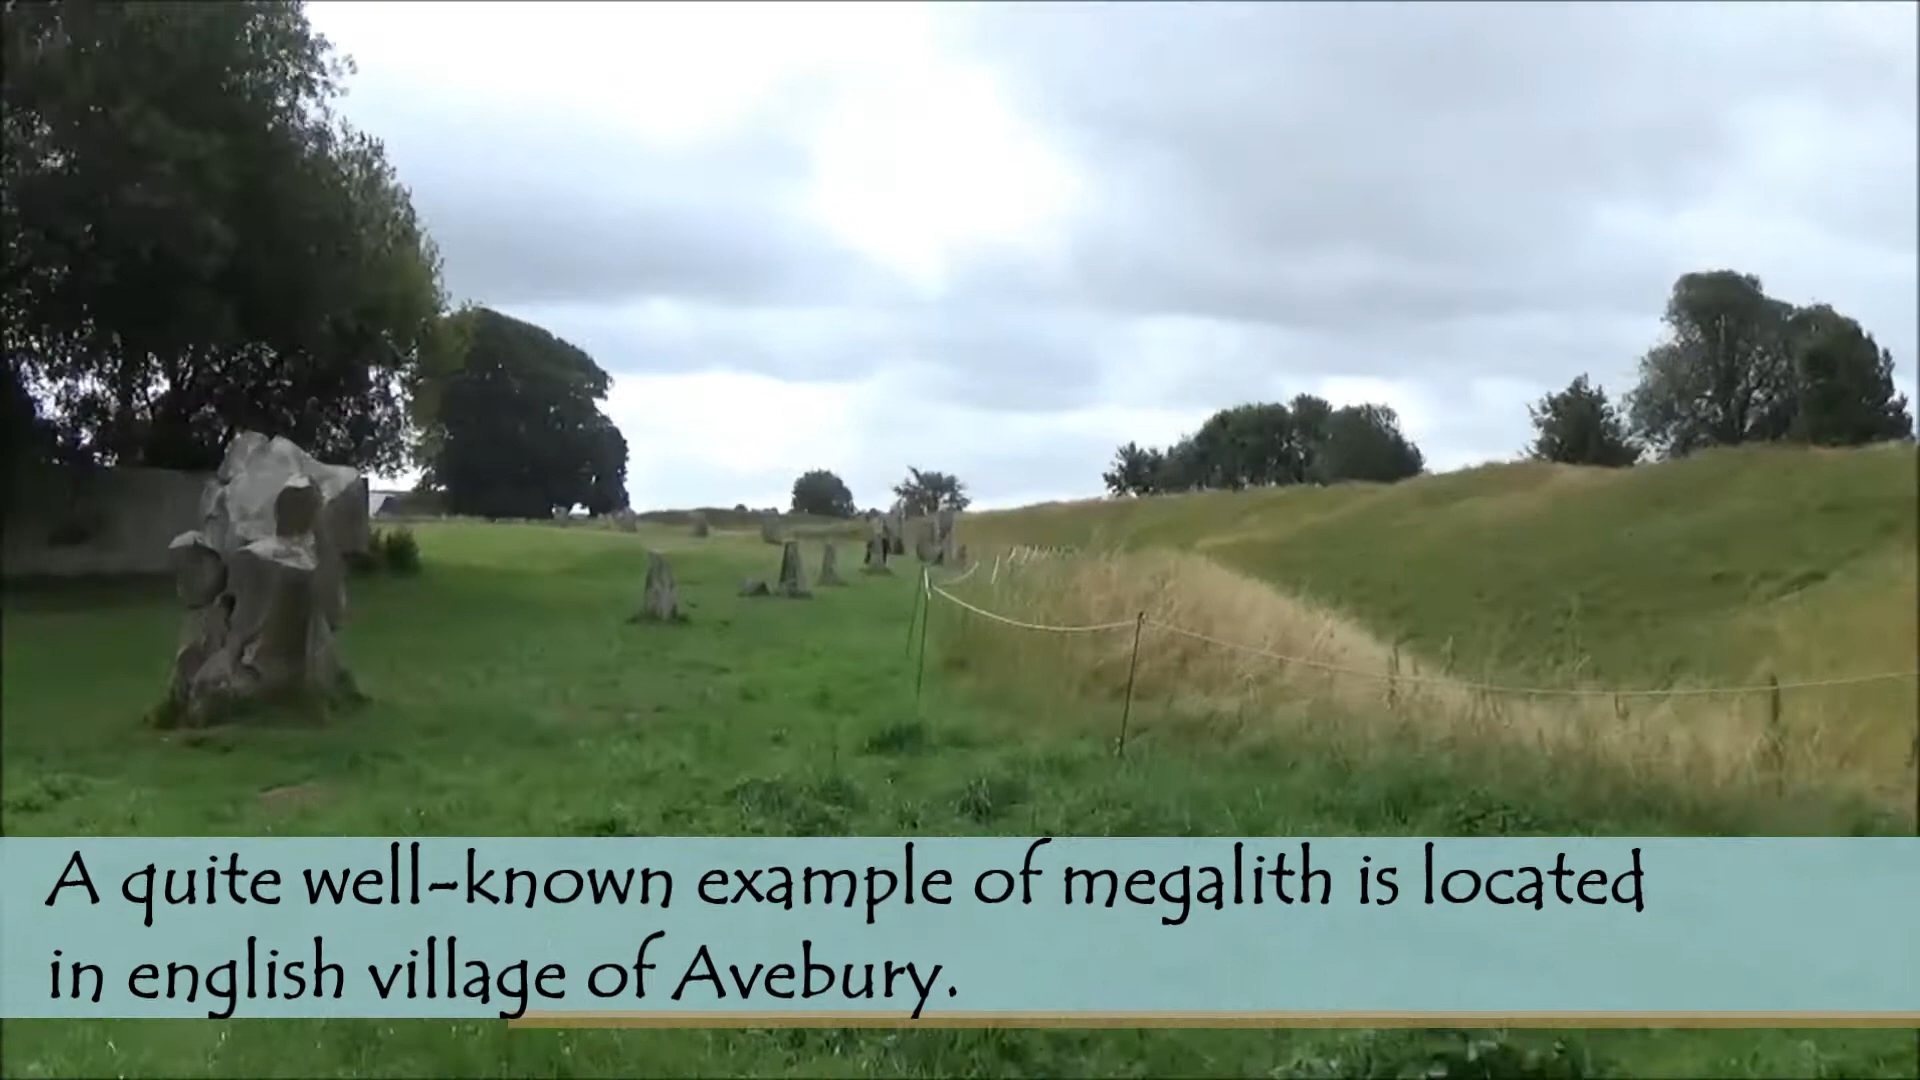 A quite well-known example of megalith is located
in english village of Avebury.